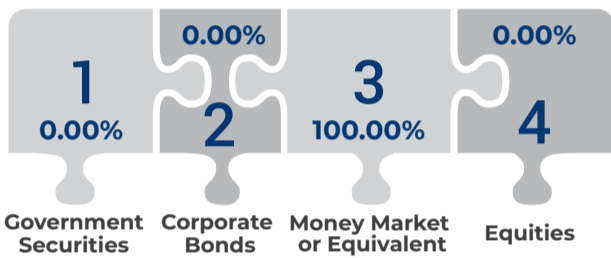 1
0.00%
0.00%
2
3
100.00%
0.00%
4
Government
Securities
Corporate
Bonds
Money Market
or Equivalent
Equities